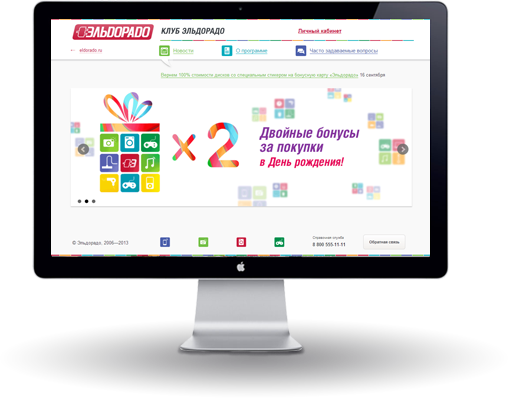 ЭЛЬДОРАДО
КЛУБ ЭЛЬДОРАДО
Личный кабинет
← eldorado.ru
Новости
О программе
Часто задаваемые вопросы
Вернем 100% стоимости дисков со специальным стикером на бонусную карту «Эльдорадо» 16 сентября
x2
Двойные бонусы
за покупки
в День рождения!
© Эльдорадо, 2006—2013
Справочная служба
8 800 555-11-11
Обратная связь